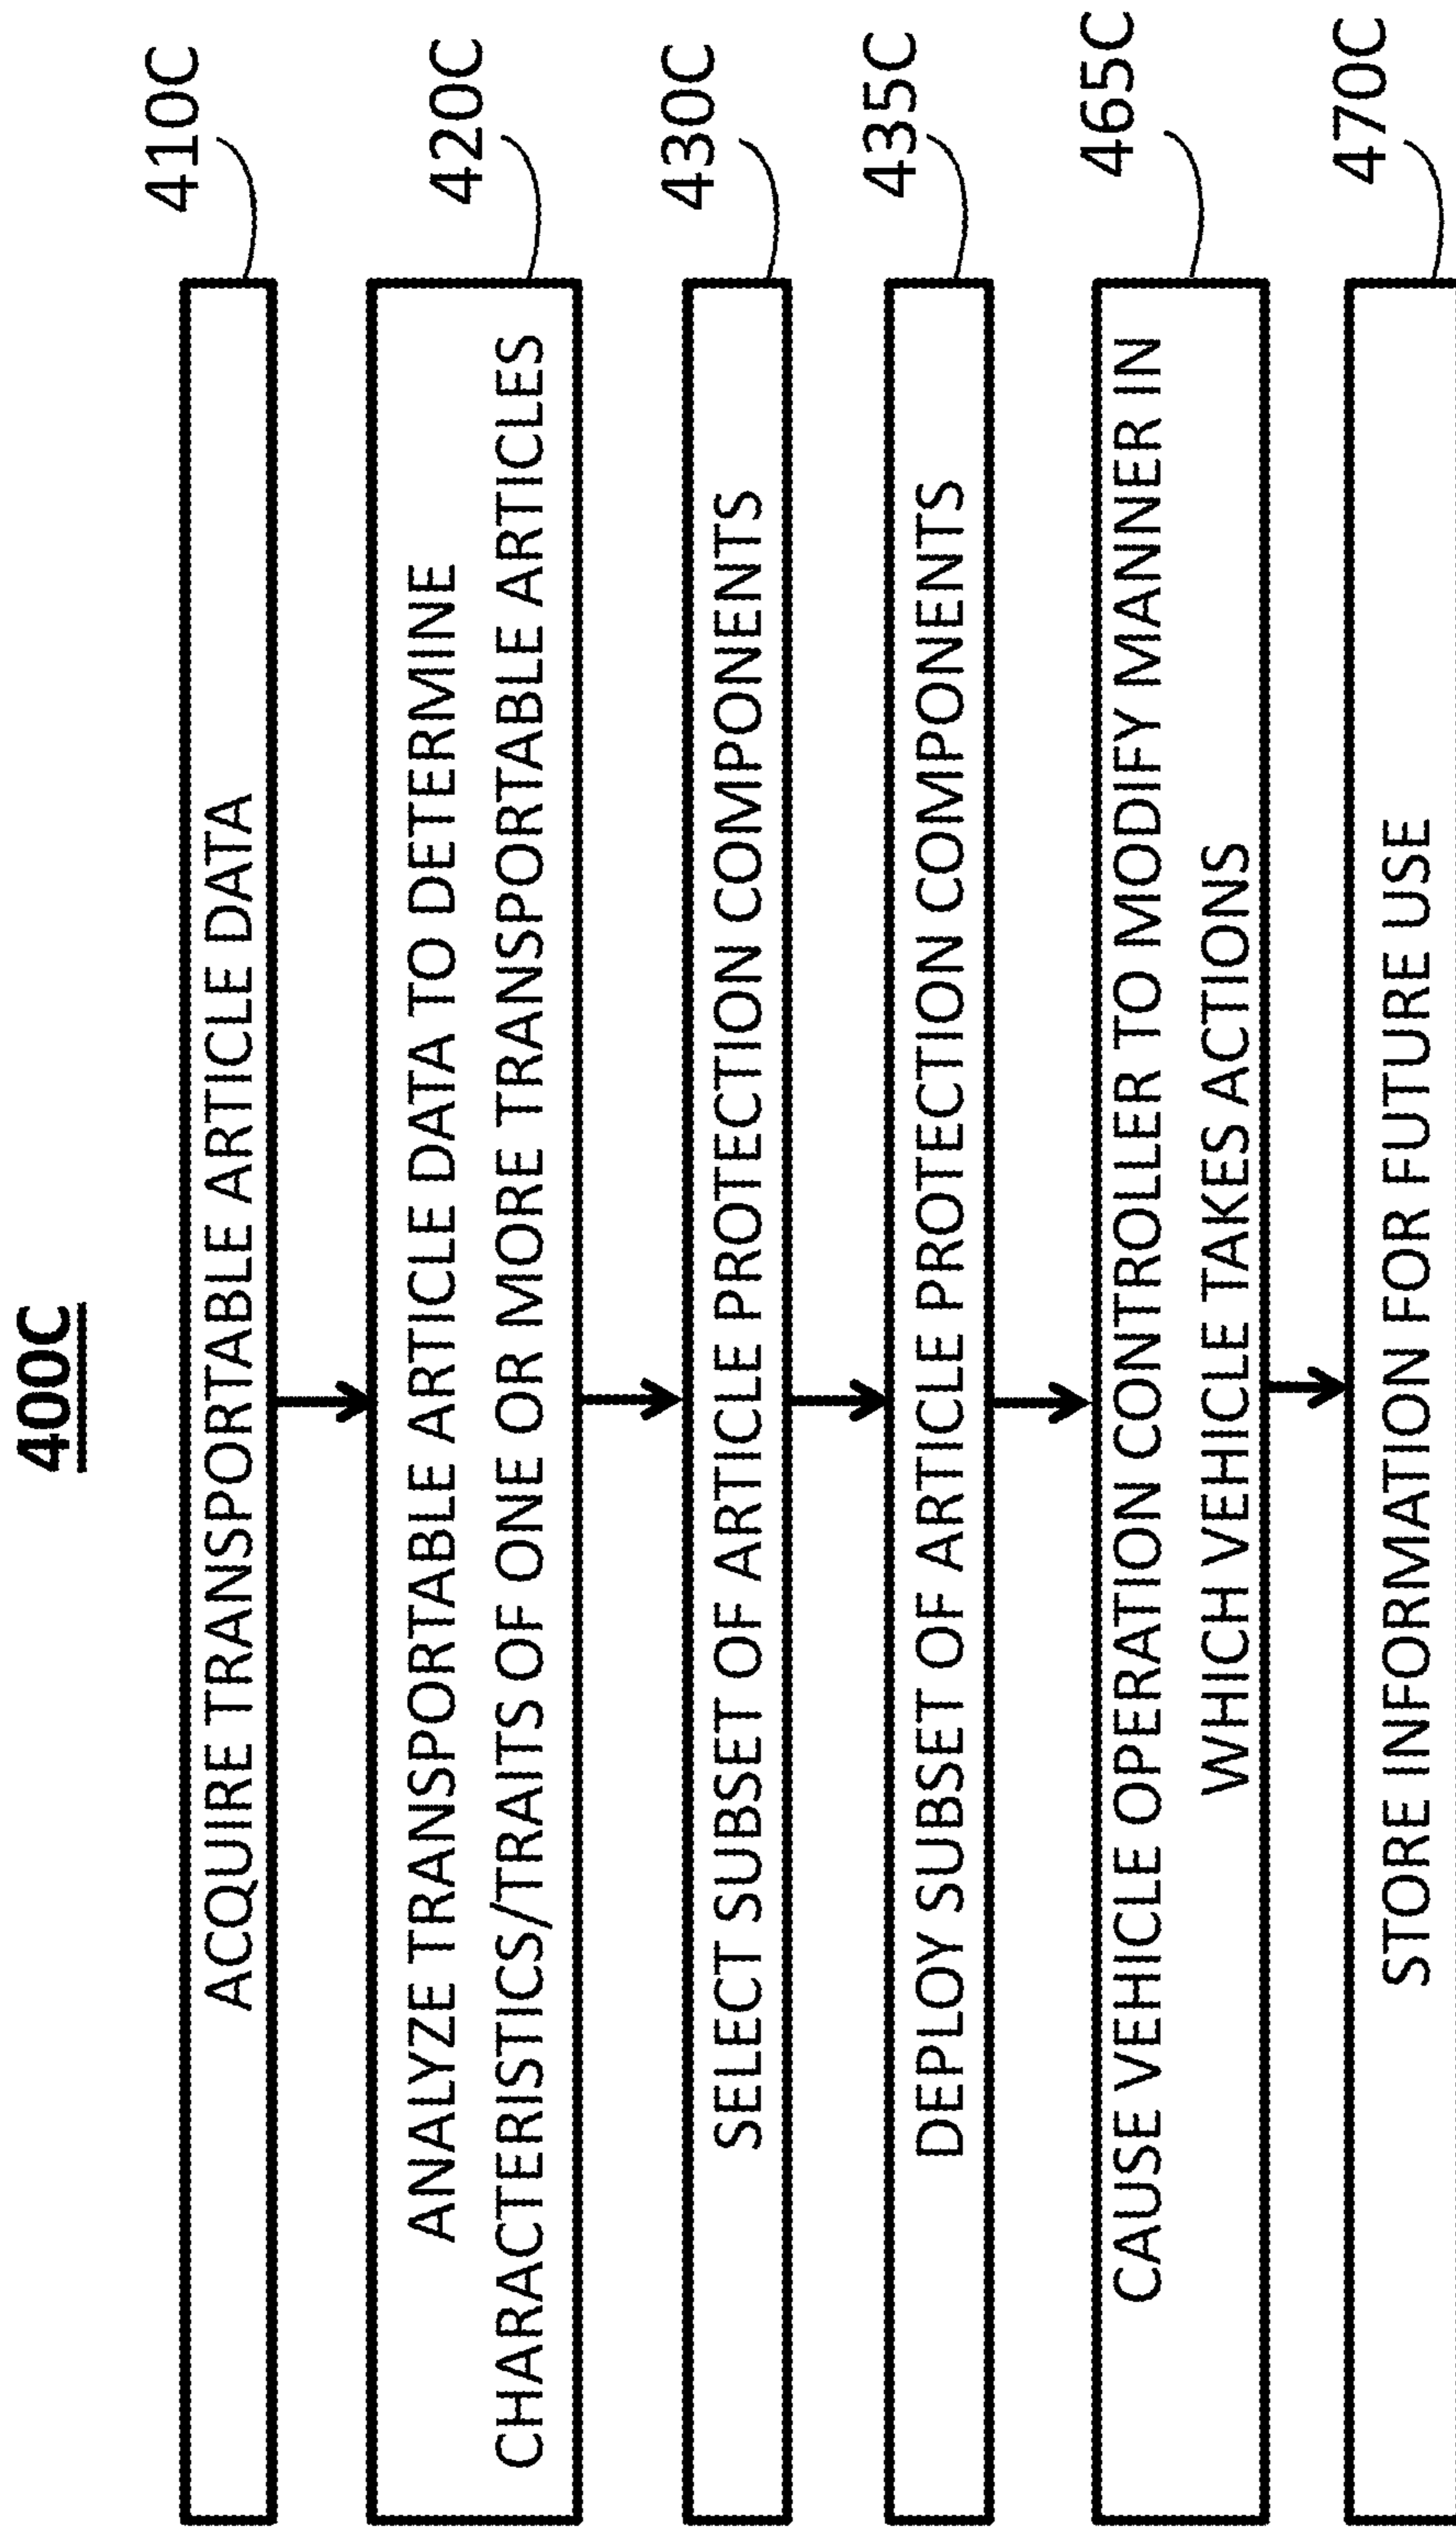 400C
ACQUIRE TRANSPORTABLE ARTICLE DATA
410C
ANALYZE TRANSPORTABLE ARTICLE DATA TO DETERMINE
CHARACTERISTICS/TRAITS OF ONE OR MORE TRANSPORTABLE ARTICLES
420C
SELECT SUBSET OF ARTICLE PROTECTION COMPONENTS
430C
DEPLOY SUBSET OF ARTICLE PROTECTION COMPONENTS
435C
CAUSE VEHICLE OPERATION CONTROLLER TO MODIFY MANNER IN
WHICH VEHICLE TAKES ACTIONS
465C
STORE INFORMATION FOR FUTURE USE
470C